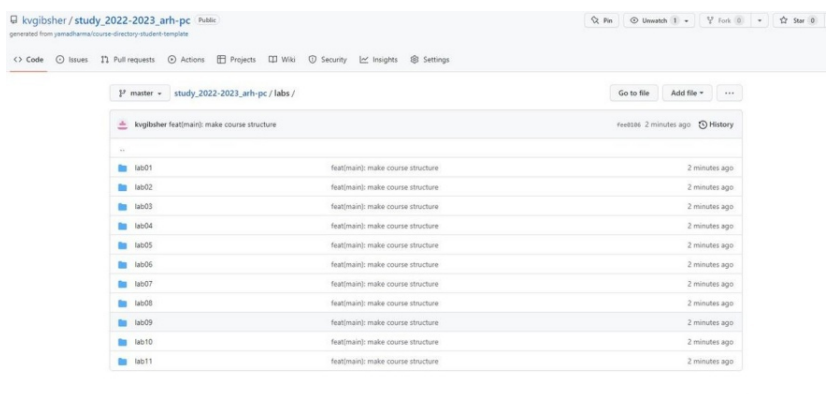 kvgibsher / study_2022-2023_arh-pc Public
Pin Unwatch 1 Fork 0 Star 0
generated from yamadharma/course-directory-student-template
<> Code Issues Pull requests Actions Projects Wiki Security Insights Settings
master study_2022-2023_arh-pc / labs / Go to file Add file ...
kvgibsher feat(main): make course structure 2 minutes ago History
..
lab01 feat(main): make course structure 2 minutes ago
lab02 feat(main): make course structure 2 minutes ago
lab03 feat(main): make course structure 2 minutes ago
lab04 feat(main): make course structure 2 minutes ago
lab05 feat(main): make course structure 2 minutes ago
lab06 feat(main): make course structure 2 minutes ago
lab07 feat(main): make course structure 2 minutes ago
lab08 feat(main): make course structure 2 minutes ago
lab09 feat(main): make course structure 2 minutes ago
lab10 feat(main): make course structure 2 minutes ago
lab11 feat(main): make course structure 2 minutes ago